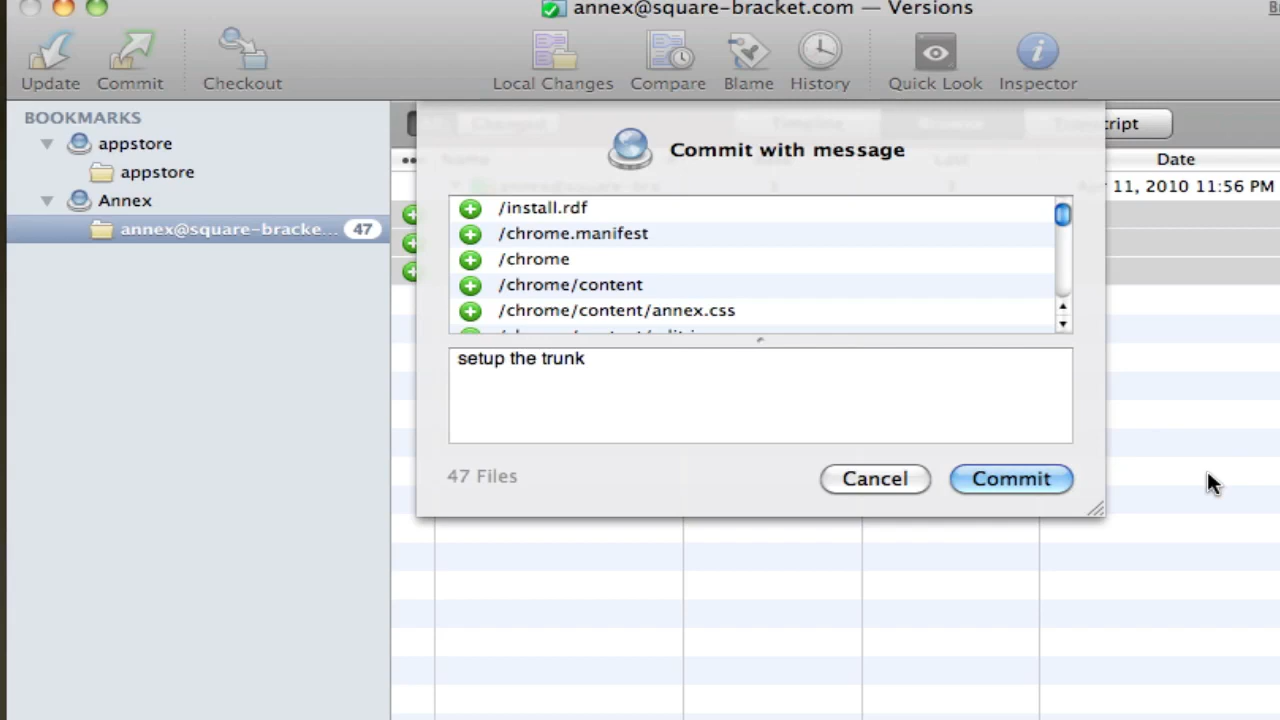 annex@square-bracket.com — Versions
Update Commit Checkout Local Changes Compare Blame History Quick Look Inspector
BOOKMARKS
appstore
appstore
Annex
annex@square-bracke... 47
Commit with message
cript
Date
11, 2010 11:56 PM
/install.rdf
/chrome.manifest
/chrome
/chrome/content
/chrome/content/annex.css
setup the trunk
47 Files
Cancel Commit